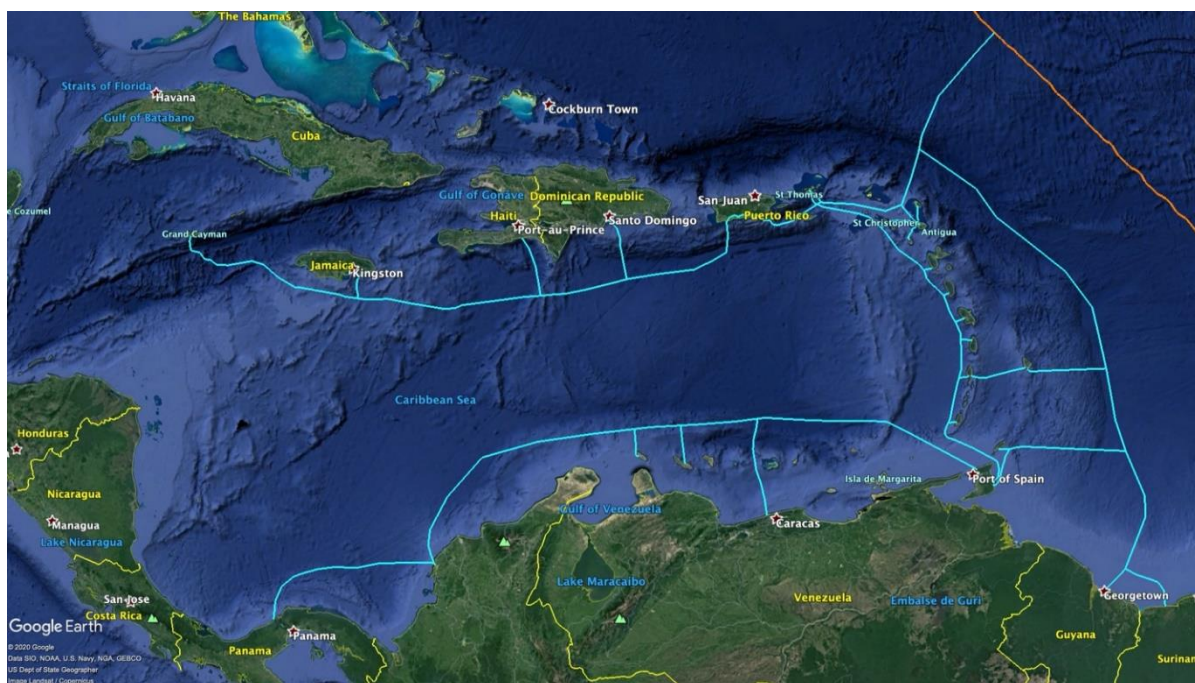 The Bahamas
Straits of Florida
Havana
Gulf of Batabano
Cockburn Town
Cuba
Gulf of Gonave
Dominican Republic
San Juan
St Thomas
e Cozumel
Haiti
Santo Domingo
Puerto Rico
Port-au-Prince
St Christopher
Antigua
Grand Cayman
Jamaica
Kingston
Caribbean Sea
Honduras
Isla de Margarita
Port of Spain
Nicaragua
Gulf of Venezuela
Managua
Caracas
Lake Nicaragua
Lake Maracaibo
San Jose
Venezuela
Embalse de Guri
Georgetown
Costa Rica
Google Earth
Panama
Guyana
© 2020 Google
Panama
Data SIO, NOAA, U.S. Navy, NGA, GEBCO
Surinam
US Dept of State Geographer
Image Landsat / Copernicus